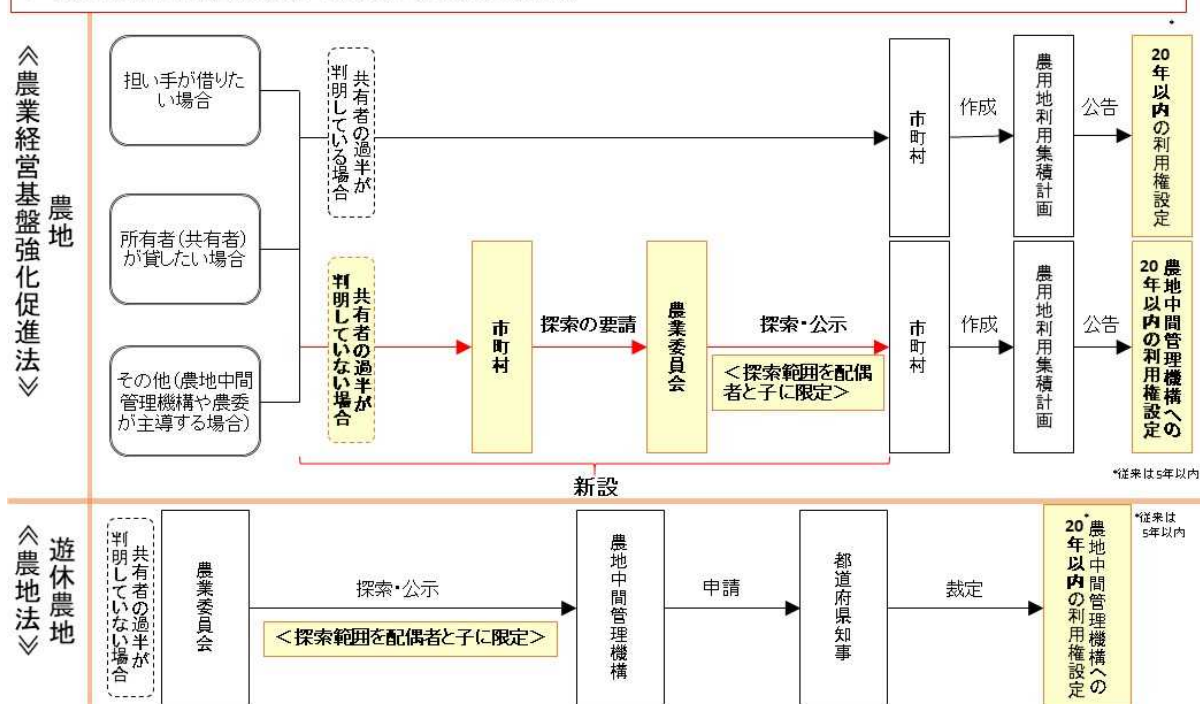 *
農地
≪農業経営基盤強化促進法≫
担い手が借りた
い場合
所有者(共有者)
が貸したい場合
その他(農地中間
管理機構や農委
が主導する場合)
共有者の過半が
判明している場合
市町村
作成
農用地利用集積計画
公告
20年以内の利用権設定
共有者の過半が
判明していない場合
市町村
探索の要請
農業委員会
探索・公示
<探索範囲を配偶
者と子に限定>
市町村
作成
農用地利用集積計画
公告
農地中間管理機構への
20年以内の利用権設定
*従来は5年以内
新設
遊休農地
≪農地法≫
共有者の過半が
判明していない場合
農業委員会
探索・公示
<探索範囲を配偶者と子に限定>
農地中間管理機構
申請
都道府県知事
裁定
*
農地中間管理機構への
20年以内の利用権設定
*従来は
5年以内